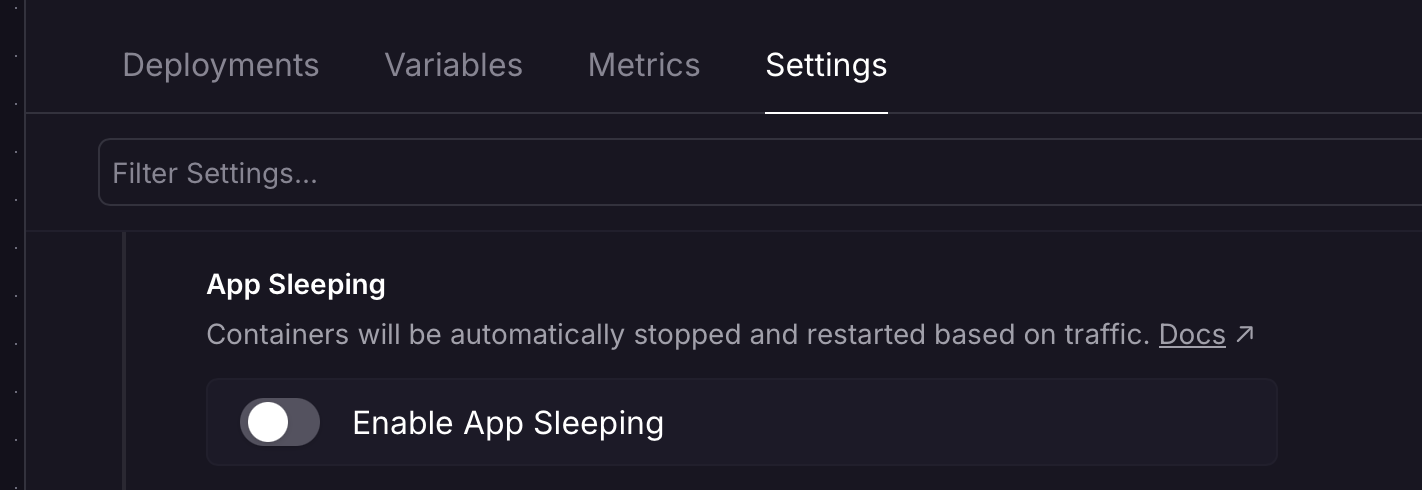 Deployments Variables Metrics Settings
Filter Settings...
App Sleeping
Containers will be automatically stopped and restarted based on traffic. Docs ↗
Enable App Sleeping